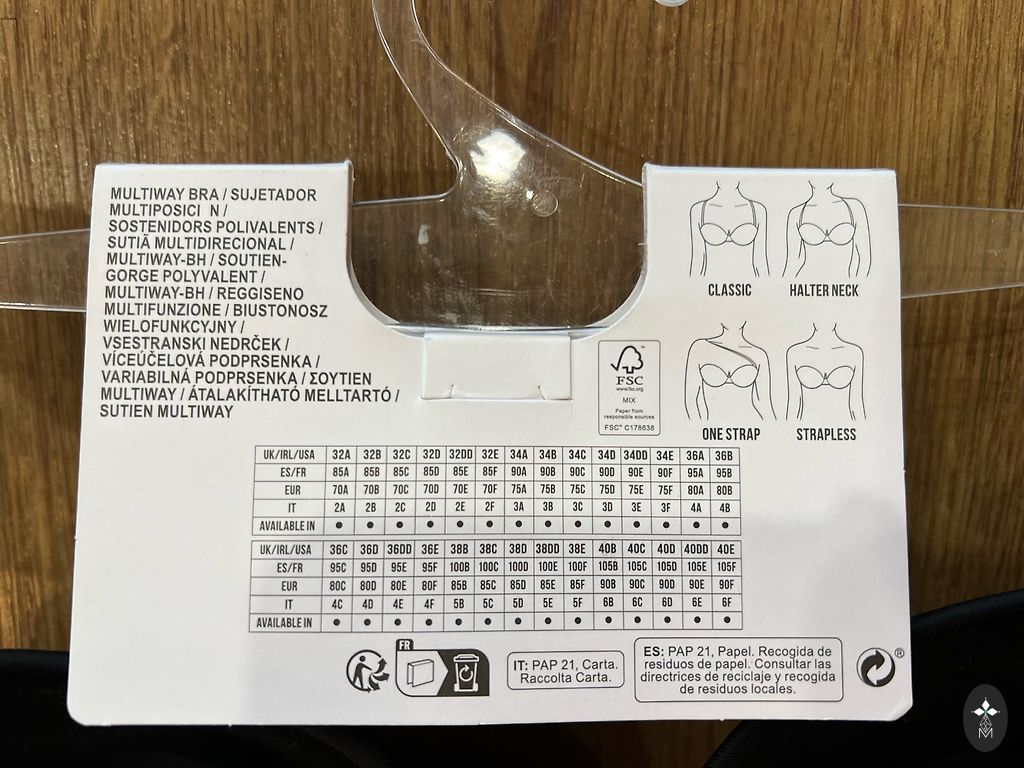 MULTIWAY BRA / SUJETADOR
MULTIPOSICI N /
SOSTENIDORS POLIVALENTS /
SUTIÃ MULTIDIRECIONAL /
MULTIWAY-BH / SOUTIEN-
GORGE POLYVALENT /
MULTIWAY-BH / REGGISENO
MULTIFUNZIONE / BIUSTONOSZ
WIELOFUNKCYJNY /
VSESTRANSKI NEDRČEK /
VÍCEÚČELOVÁ PODPRSENKA /
VARIABILNÁ PODPRSENKA / ΣΟΥΤΙΕΝ
MULTIWAY / ÁTALAKÍTHATÓ MELLTARTÓ /
SUTIEN MULTIWAY
CLASSIC
HALTER NECK
ONE STRAP
STRAPLESS
FSC
www.fsc.org
MIX
Paper from
responsible sources
FSC™ C178638
UK/IRL/USA 32A 32B 32C 32D 32DD 32E 34A 34B 34C 34D 34DD 34E 36A 36B
ES/FR 85A 85B 85C 85D 85E 85F 90A 90B 90C 90D 90E 90F 95A 95B
EUR 70A 70B 70C 70D 70E 70F 75A 75B 75C 75D 75E 75F 80A 80B
IT 2A 2B 2C 2D 2E 2F 3A 3B 3C 3D 3E 3F 4A 4B
AVAILABLE IN ● ● ● ● ● ● ● ● ● ● ● ● ● ●
UK/IRL/USA 36C 36D 36DD 36E 38B 38C 38D 38DD 38E 40B 40C 40D 40DD 40E
ES/FR 95C 95D 95E 95F 100B 100C 100D 100E 100F 105B 105C 105D 105E 105F
EUR 80C 80D 80E 80F 85B 85C 85D 85E 85F 90B 90C 90D 90E 90F
IT 4C 4D 4E 4F 5B 5C 5D 5E 5F 6B 6C 6D 6E 6F
AVAILABLE IN ● ● ● ● ● ● ● ● ● ● ● ● ● ●
FR
IT: PAP 21, Carta.
Raccolta Carta.
ES: PAP 21, Papel. Recogida de
residuos de papel. Consultar las
directrices de reciclaje y recogida
de residuos locales.
®
M